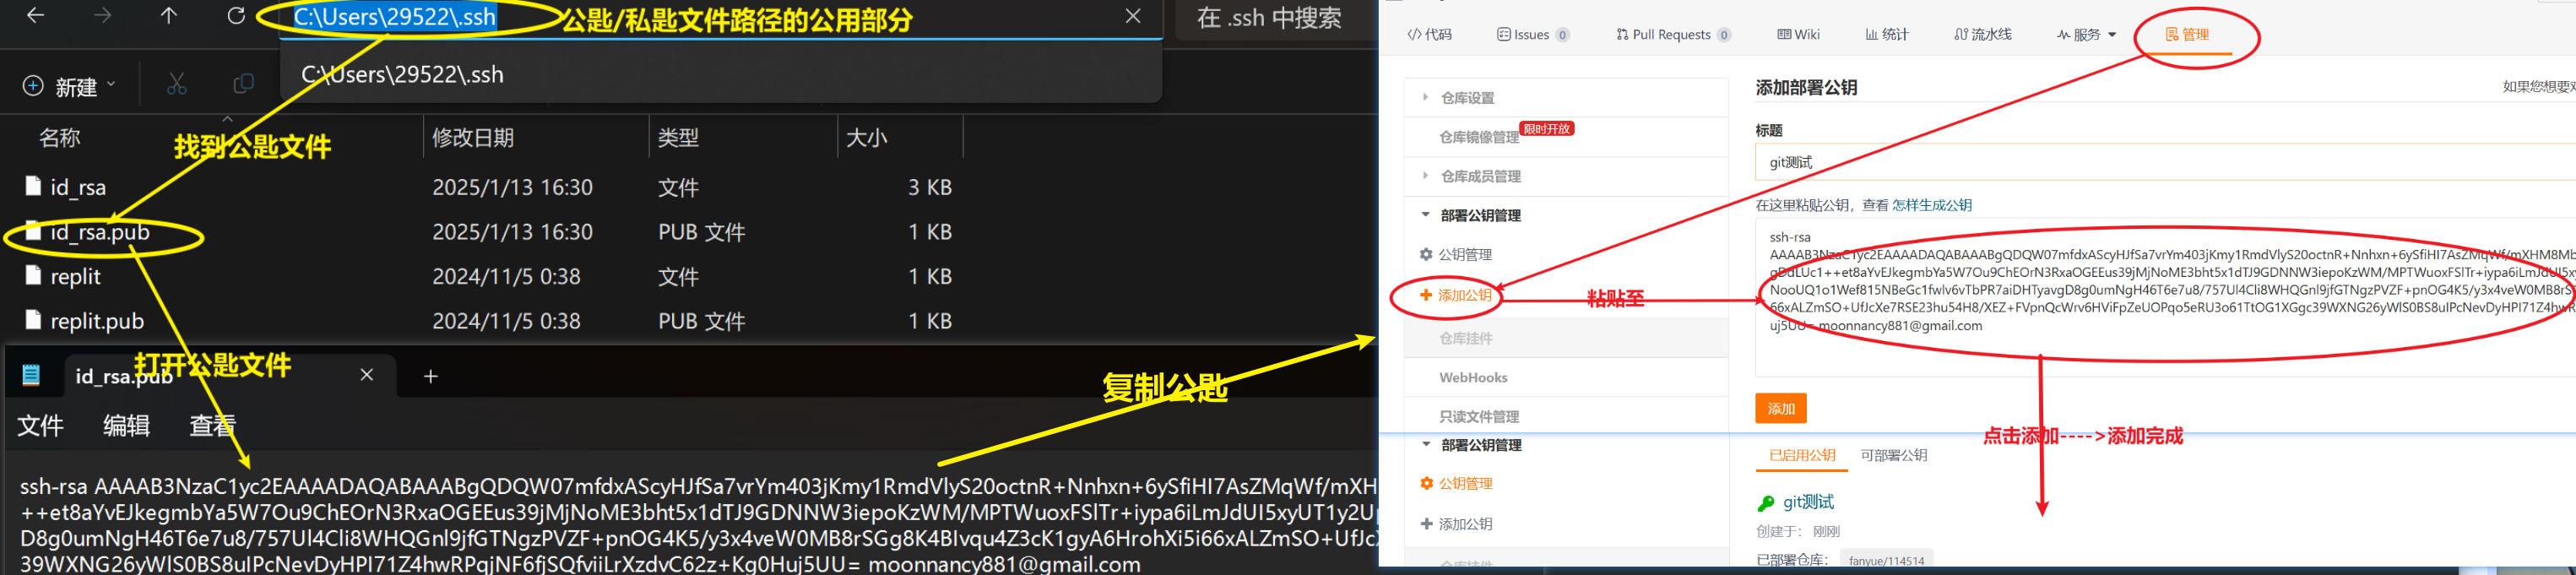 C:\Users\29522\.ssh
公匙/私匙文件路径的公用部分
在 .ssh 中搜索
C:\Users\29522\.ssh
新建
名称
修改日期
类型
大小
找到公匙文件
id_rsa 2025/1/13 16:30 文件 3 KB
id_rsa.pub 2025/1/13 16:30 PUB 文件 1 KB
replit 2024/11/5 0:38 文件 1 KB
replit.pub 2024/11/5 0:38 PUB 文件 1 KB
打开公匙文件
id_rsa.pub
复制公匙
文件 编辑 查看
ssh-rsa AAAAB3NzaC1yc2EAAAADAQABAAABgQDQW07mfdxAScyHJfSa7vrYm403jKmy1RmdVlyS20octnR+Nnhxn+6ySfiHI7AsZMqWf/mXH
++et8aYvEJkegmbYa5W7Ou9ChEOrN3RxaOGEEus39jMjNoME3bht5x1dTJ9GDNNW3iepoKzWM/MPTWuoxFSlTr+iypa6iLmJdUI5xyUT1y2U
D8g0umNgH46T6e7u8/757Ul4Cli8WHQGnl9jfGTNgzPVZF+pnOG4K5/y3x4veW0MB8rSGg8K4BIvqu4Z3cK1gyA6HrohXi5i66xALZmSO+UfJc
39WXNG26yWlS0BS8uIPcNevDyHPI71Z4hwRPqjNF6fjSQfviiLrXzdvC62z+Kg0Huj5UU= moonnancy881@gmail.com
代码 Issues 0 Pull Requests 0 Wiki 统计 流水线 服务 管理
仓库设置
仓库镜像管理 限时开放
仓库成员管理
部署公钥管理
公钥管理
添加公钥
仓库挂件
WebHooks
只读文件管理
部署公钥管理
公钥管理
添加公钥
仓库挂件
添加部署公钥
如果您想要对
标题
git测试
在这里粘贴公钥，查看 怎样生成公钥
ssh-rsa
AAAAB3NzaC1yc2EAAAADAQABAAABgQDQW07mfdxAScyHJfSa7vrYm403jKmy1RmdVlyS20octnR+Nnhxn+6ySfiHI7AsZMqWf/mXHM8Mb
gDdLUc1++et8aYvEJkegmbYa5W7Ou9ChEOrN3RxaOGEEus39jMjNoME3bht5x1dTJ9GDNNW3iepoKzWM/MPTWuoxFSlTr+iypa6iLmJdUI5xy
NooUQ1o1Wef815NBeGc1fwlv6vTbPR7aiDHTyavgD8g0umNgH46T6e7u8/757Ul4Cli8WHQGnl9jfGTNgzPVZF+pnOG4K5/y3x4veW0MB8rS
66xALZmSO+UfJcXe7RSE23hu54H8/XEZ+FVpnQcWrv6HViFpZeUOPqo5eRU3o61TtOG1XGgc39WXNG26yWlS0BS8uIPcNevDyHPI71Z4hwR
uj5UU= moonnancy881@gmail.com
粘贴至
添加
点击添加---->添加完成
已启用公钥 可部署公钥
git测试
创建于： 刚刚
已部署仓库： fanyue/114514